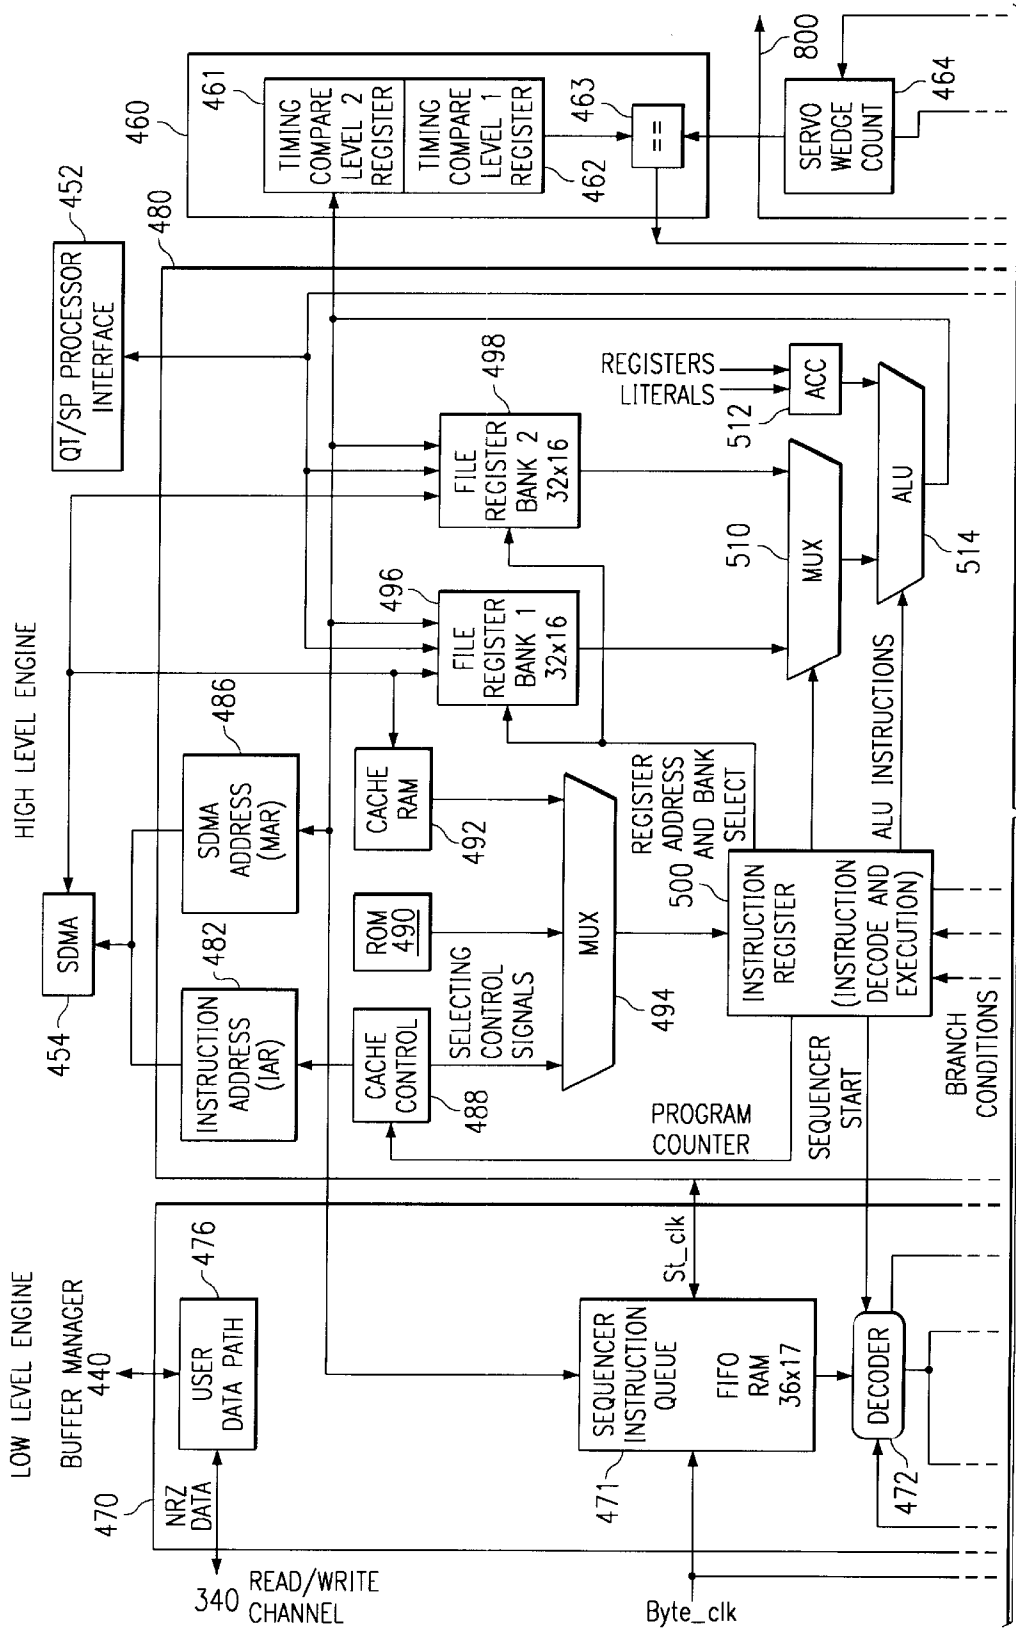 LOW LEVEL ENGINE
BUFFER MANAGER
440
470
NRZ
DATA
340
READ/WRITE
CHANNEL
USER
DATA PATH
476
SEQUENCER
INSTRUCTION
QUEUE
FIFO
RAM
36x17
471
Byte_clk
St_clk
DECODER
472
HIGH LEVEL ENGINE
SDMA
454
INSTRUCTION
ADDRESS
(IAR)
482
SDMA
ADDRESS
(MAR)
486
CACHE
CONTROL
488
ROM
490
CACHE
RAM
492
SELECTING
CONTROL
SIGNALS
MUX
494
PROGRAM
COUNTER
SEQUENCER
START
500
INSTRUCTION
REGISTER
(INSTRUCTION
DECODE AND
EXECUTION)
BRANCH
CONDITIONS
REGISTER
ADDRESS
AND BANK
SELECT
ALU INSTRUCTIONS
FILE
REGISTER
BANK 1
32x16
496
FILE
REGISTER
BANK 2
32x16
498
MUX
510
REGISTERS
LITERALS
ACC
512
ALU
514
QT/SP PROCESSOR
INTERFACE
452
480
460
461
TIMING
COMPARE
LEVEL 2
REGISTER
TIMING
COMPARE
LEVEL 1
REGISTER
462
463
==
800
SERVO
WEDGE
COUNT
464